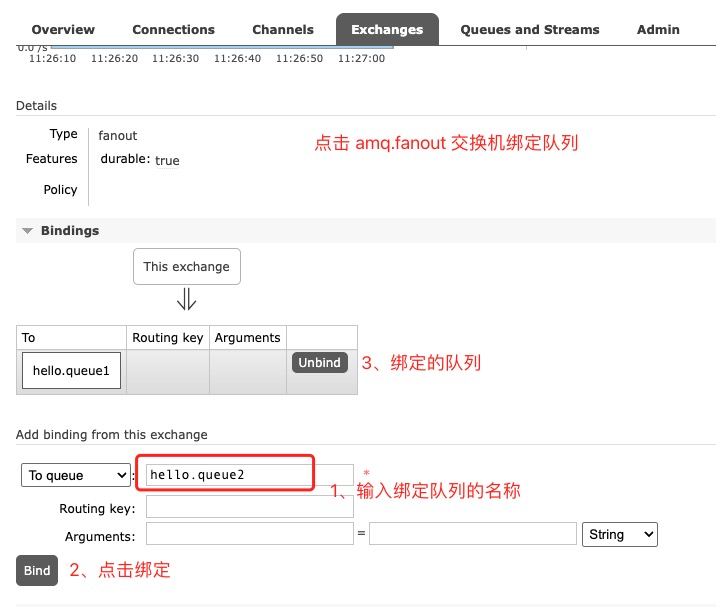 Overview Connections Channels Exchanges Queues and Streams Admin
0.0 /s
11:26:10 11:26:20 11:26:30 11:26:40 11:26:50 11:27:00
Details
Type fanout
点击 amq.fanout 交换机绑定队列
Features durable: true
Policy
Bindings
This exchange
To Routing key Arguments
hello.queue1 Unbind 3、绑定的队列
Add binding from this exchange
To queue : hello.queue2 *
1、输入绑定队列的名称
Routing key:
Arguments: = String
Bind 2、点击绑定